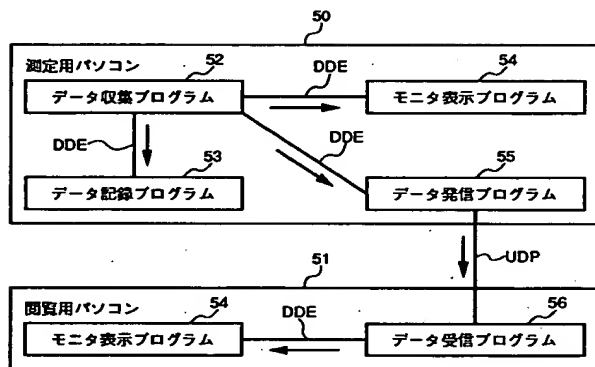 50
測定用パソコン
52
54
データ収集プログラム
DDE
モニタ表示プログラム
DDE
DDE
53
55
データ記録プログラム
データ発信プログラム
51
UDP
閲覧用パソコン
54
56
モニタ表示プログラム
DDE
データ受信プログラム